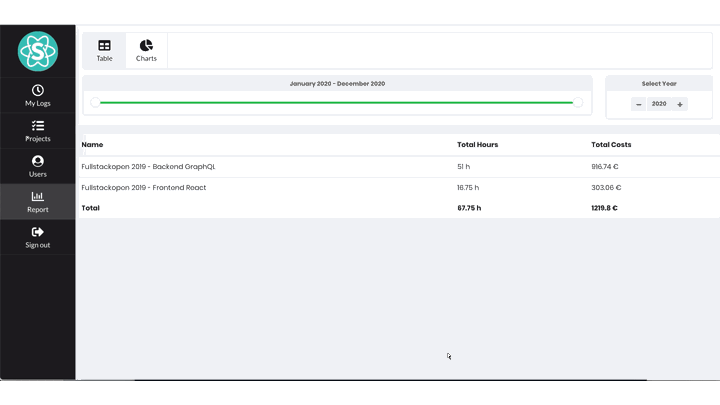 S
My Logs
Projects
Users
Report
Sign out
Table Charts
January 2020 - December 2020
Select Year
2020
Name Total Hours Total Costs
Fullstackopen 2019 - Backend GraphQL 51 h 916.74 €
Fullstackopen 2019 - Frontend React 16.75 h 303.06 €
Total 67.75 h 1219.8 €